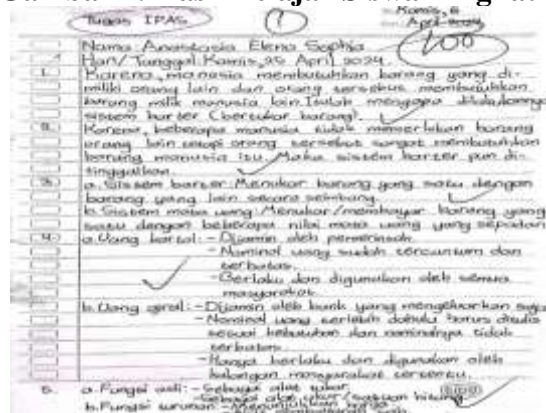 Tugas IPAS
Kamis,
April 2024
100
Nama: Anastasia Elena Sophia
Hari/Tanggal: Kamis, 25 April 2024
1. Karena, manusia membutuhkan barang yang di-
miliki orang lain dan orang tersebut membutuhkan
barang milik manusia lain. Itulah mengapa
sistem barter (bertukar barang).
2. Karena, beberapa manusia tidak memerlukan barang
orang lain tetapi orang tersebut sangat membutuhkan
barang manusia itu. Maka sistem barter pun di-
tinggalkan.
3. a. Sistem barter: Menukar barang yang satu dengan
barang yang lain secara seimbang.
b. Sistem mata uang: Menukar/membayar barang yang
satu dengan beberapa nilai mata uang yang sepadan
4. a. Uang kartal: - Dijamin oleh pemerintah.
- Nominal uang sudah tercantum dan
terbatas.
- Berlaku dan digunakan oleh semua
masyarakat.
b. Uang giral: - Dijamin oleh bank yang mengeluarkan saja
- Nominal uang terlebih dahulu harus ditulis
sesuai kebutuhan dan nominalnya tidak
terbatas.
- Hanya berlaku dan digunakan oleh
kalangan masyarakat tertentu.
5. a. Fungsi asli: - Sebagai alat tukar.
- Sebagai alat ukur/satuan hitung
b. Fungsi turunan: - Menunjukkan harga